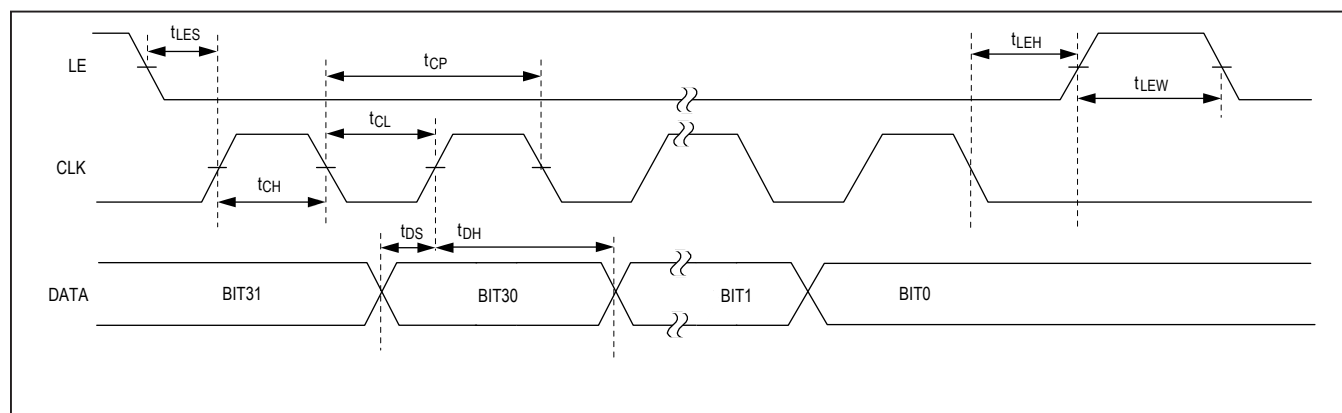 tLES
tLEH
tCP
LE
tLEW
tCL
CLK
tCH
tDS
tDH
DATA
BIT31
BIT30
BIT1
BIT0